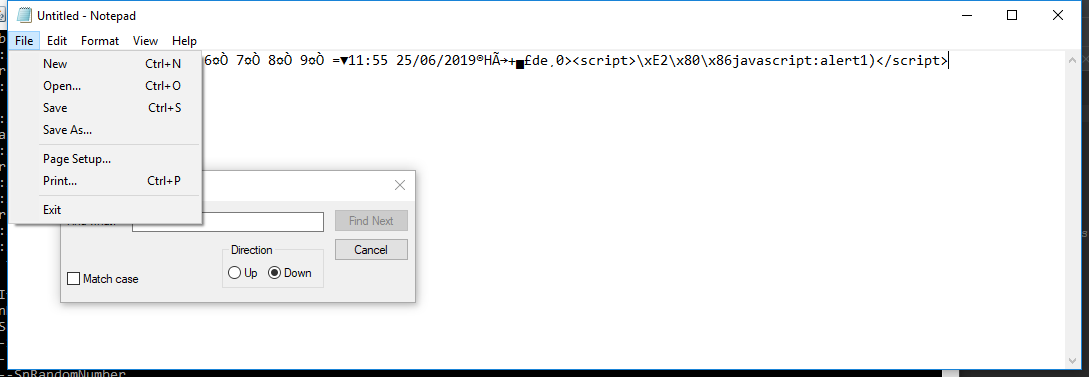 Untitled - Notepad
File Edit Format View Help
6¤Ò 7¤Ò 8¤Ò 9¤Ò =▼11:55 25/06/2019®HÃ→+▄£de¸0><script>\xE2\x80\x86javascript:alert1)</script>
New Ctrl+N
Open... Ctrl+O
Save Ctrl+S
Save As...
Page Setup...
Print... Ctrl+P
Exit
Find Next
Cancel
Direction
Up Down
Match case
--SnRandomNumber